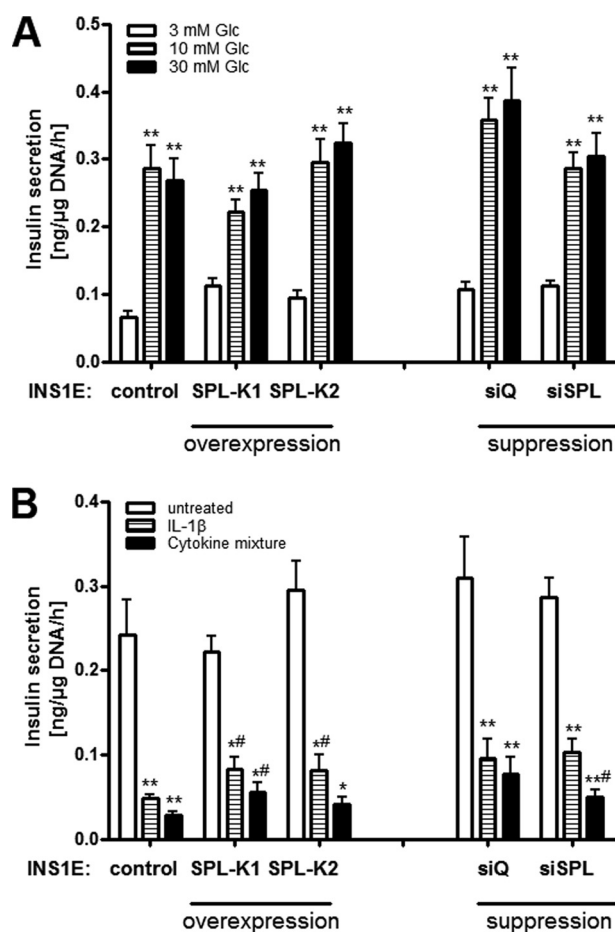 A
3 mM Glc
10 mM Glc
30 mM Glc
Insulin secretion
[ng/µg DNA/h]
0.5
0.4
0.3
0.2
0.1
0.0
** ** ** ** ** ** ** ** ** **
INS1E: control SPL-K1 SPL-K2 siQ siSPL
overexpression suppression
B
untreated
IL-1β
Cytokine mixture
Insulin secretion
[ng/µg DNA/h]
0.4
0.3
0.2
0.1
0.0
** ** *# *# *# * ** ** ** **#
INS1E: control SPL-K1 SPL-K2 siQ siSPL
overexpression suppression